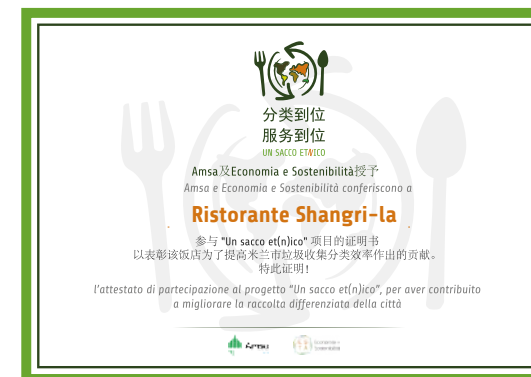 分类到位
服务到位
UN SACCO ET(N)ICO
Amsa及Economia e Sostenibilità授予
Amsa e Economia e Sostenibilità conferiscono a
Ristorante Shangri-la
参与 "Un sacco et(n)ico" 项目的证明书
以表彰该饭店为了提高米兰市垃圾收集分类效率作出的贡献。
特此证明!
l'attestato di partecipazione al progetto "Un sacco et(n)ico", per aver contribuito
a migliorare la raccolta differenziata della città